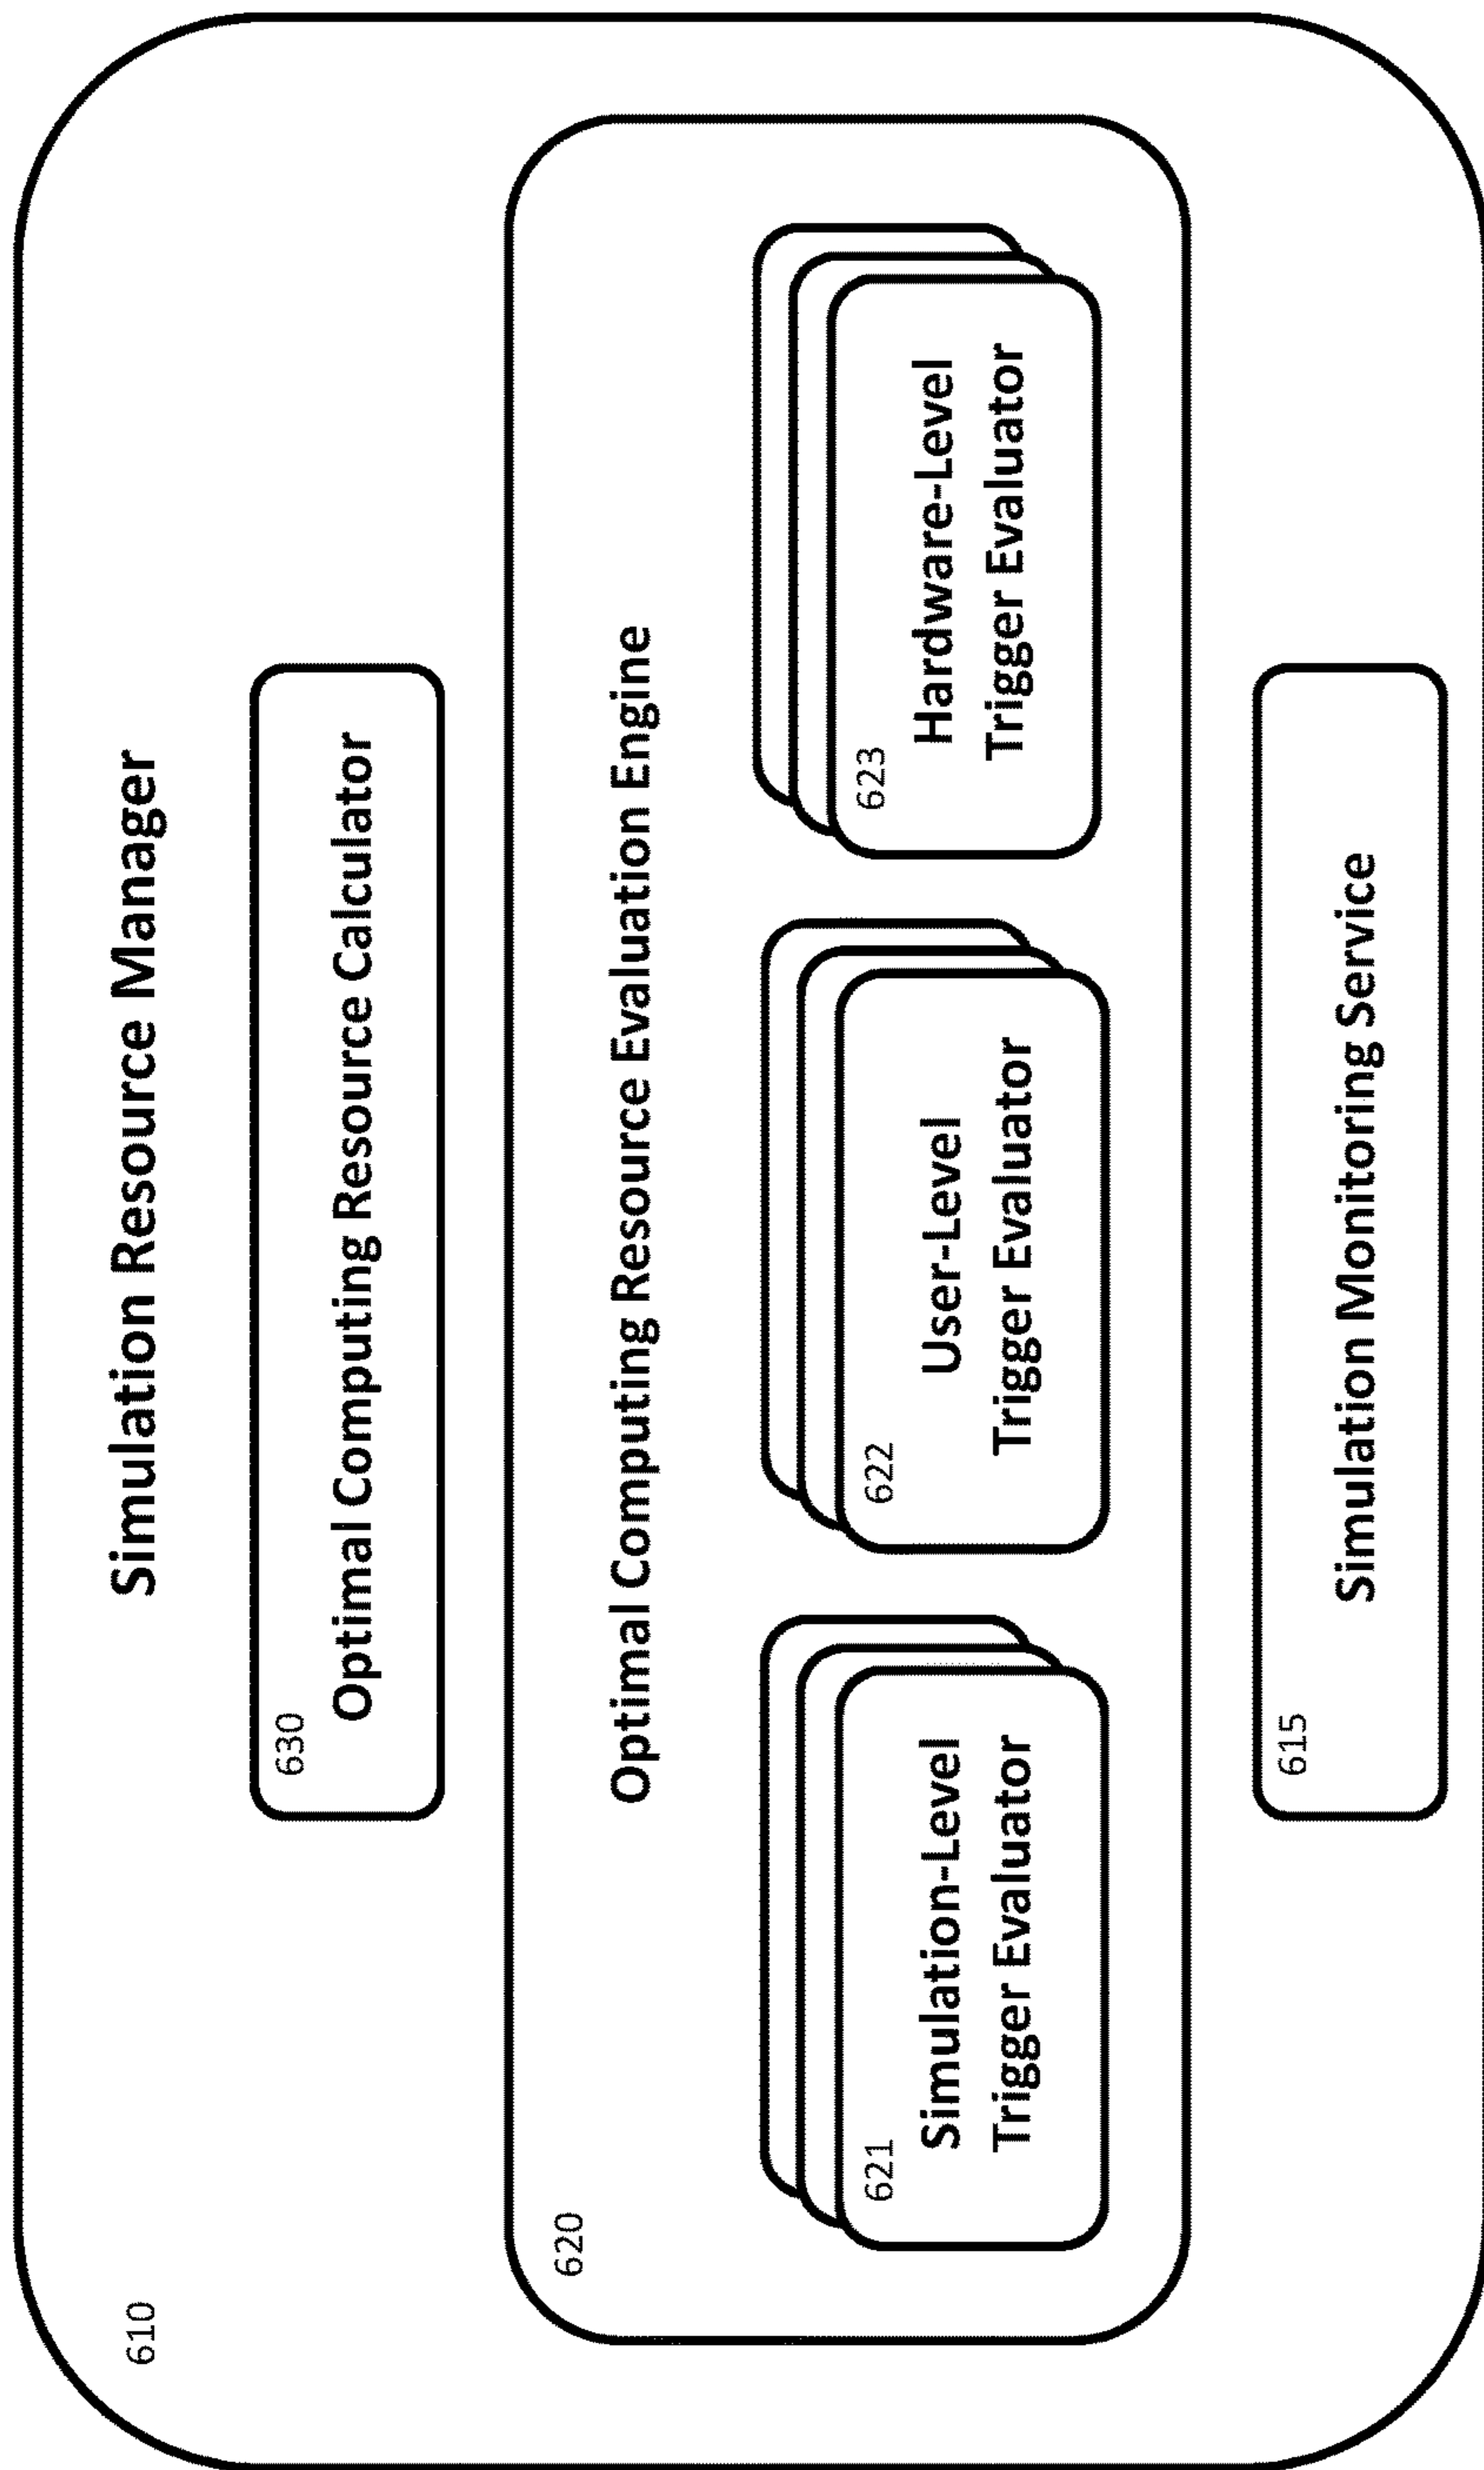 610
Simulation Resource Manager
630
Optimal Computing Resource Calculator
620
Optimal Computing Resource Evaluation Engine
621
Simulation-Level
Trigger Evaluator
622
User-Level
Trigger Evaluator
623
Hardware-Level
Trigger Evaluator
615
Simulation Monitoring Service